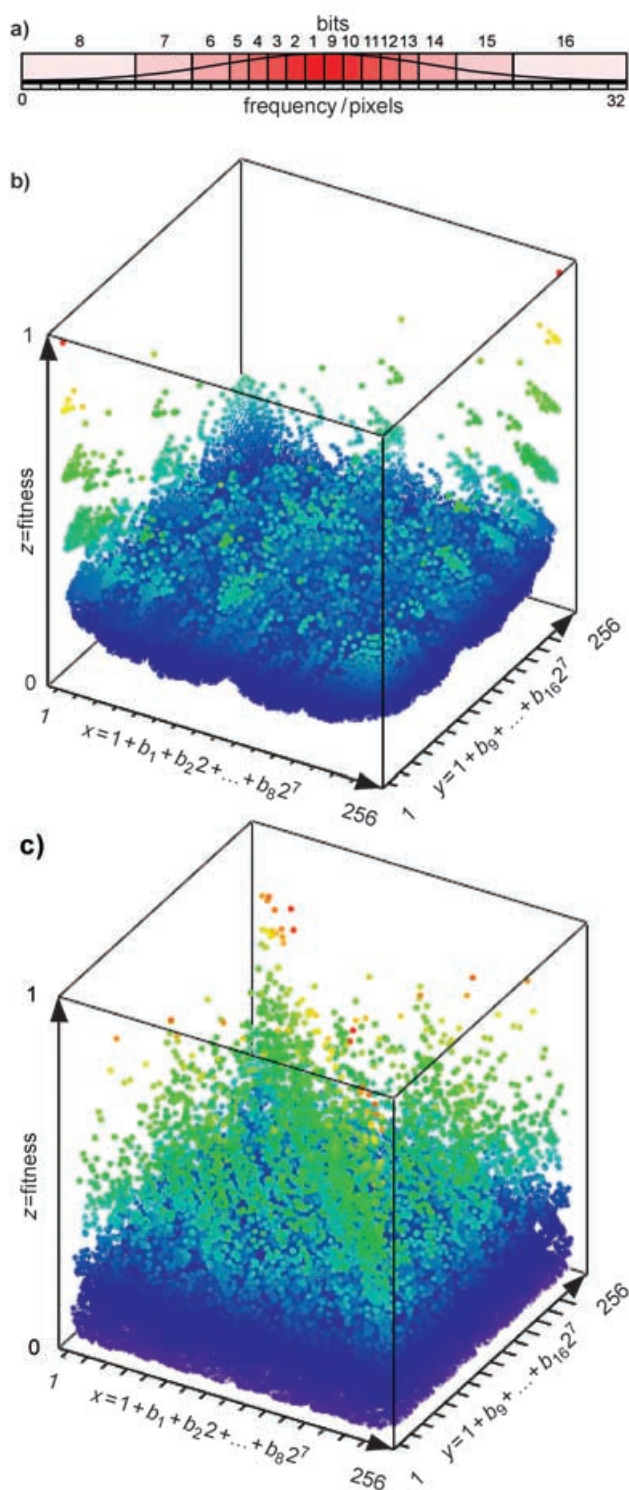 a)
bits
8 7 6 5 4 3 2 1 9 10 11 12 13 14 15 16
0 32
frequency/pixels
b)
1
z=fitness
0
1
x = 1 + b₁ + b₂2 + ... + b₈2⁷
256
1
y = 1 + b₉ + ... + b₁₆2⁷
256
c)
1
z=fitness
0
1
x = 1 + b₁ + b₂2 + ... + b₈2⁷
256
1
y = 1 + b₉ + ... + b₁₆2⁷
256